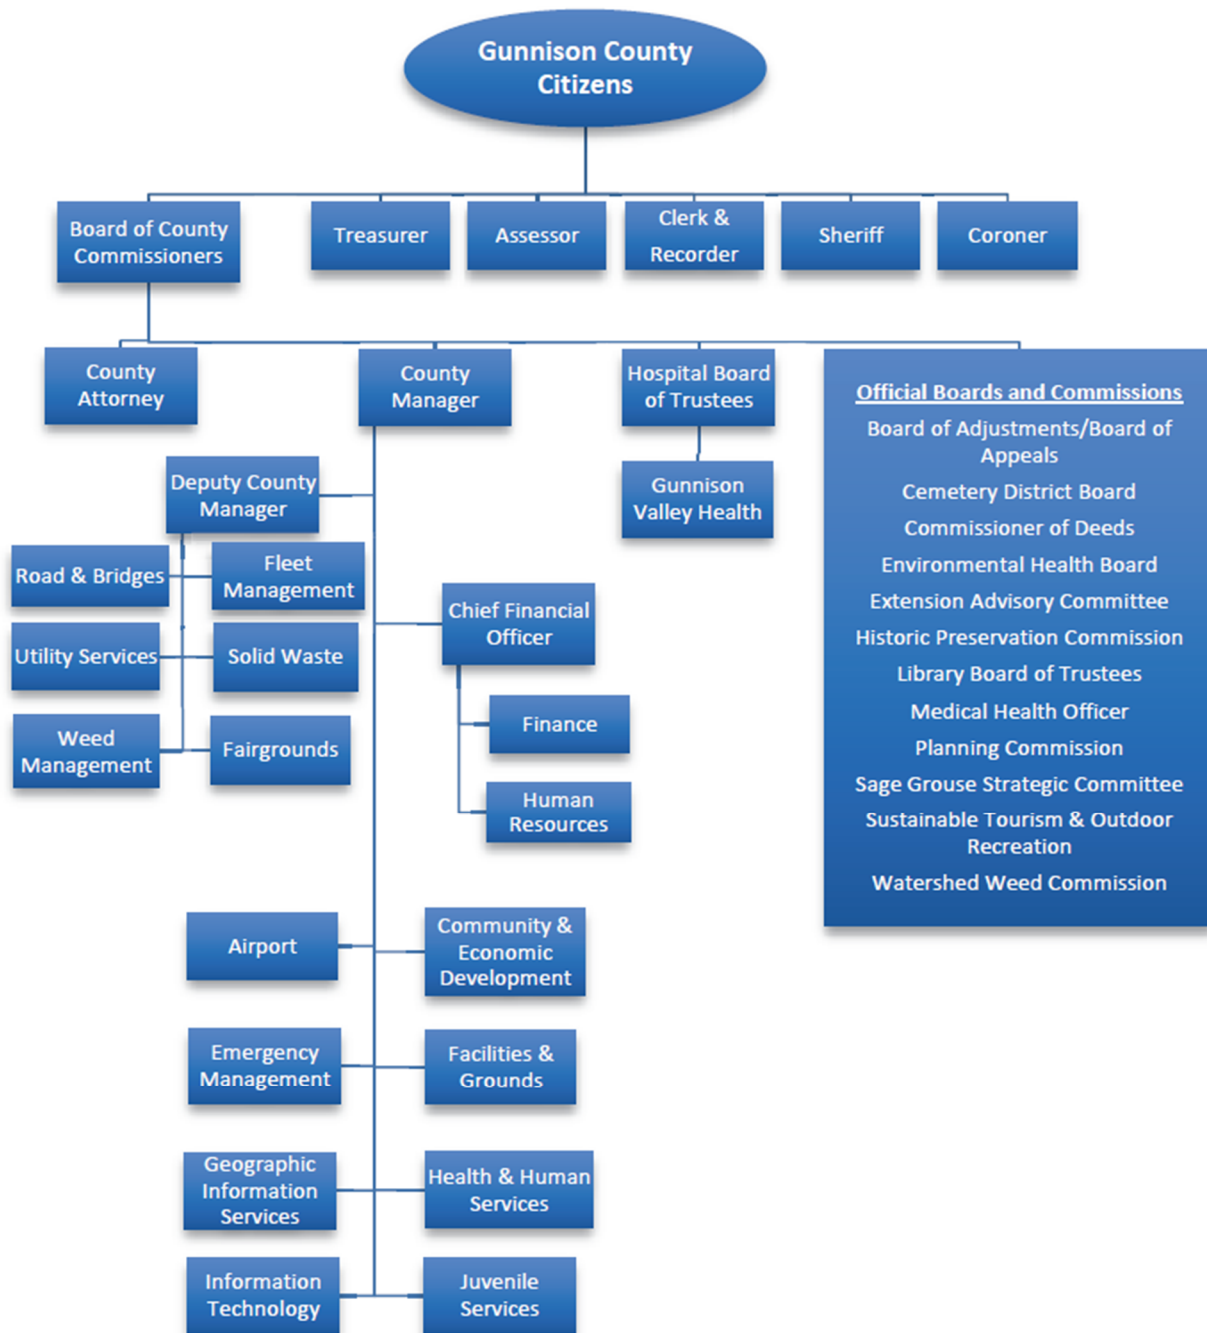 Gunnison County
Citizens
Board of County
Commissioners
Treasurer
Assessor
Clerk &
Recorder
Sheriff
Coroner
County
Attorney
County
Manager
Hospital Board
of Trustees
Gunnison
Valley Health
Official Boards and Commissions
Board of Adjustments/Board of
Appeals
Cemetery District Board
Commissioner of Deeds
Environmental Health Board
Extension Advisory Committee
Historic Preservation Commission
Library Board of Trustees
Medical Health Officer
Planning Commission
Sage Grouse Strategic Committee
Sustainable Tourism & Outdoor
Recreation
Watershed Weed Commission
Deputy County
Manager
Road & Bridges
Fleet
Management
Utility Services
Solid Waste
Weed
Management
Fairgrounds
Chief Financial
Officer
Finance
Human
Resources
Airport
Community &
Economic
Development
Emergency
Management
Facilities &
Grounds
Geographic
Information
Services
Health & Human
Services
Information
Technology
Juvenile
Services